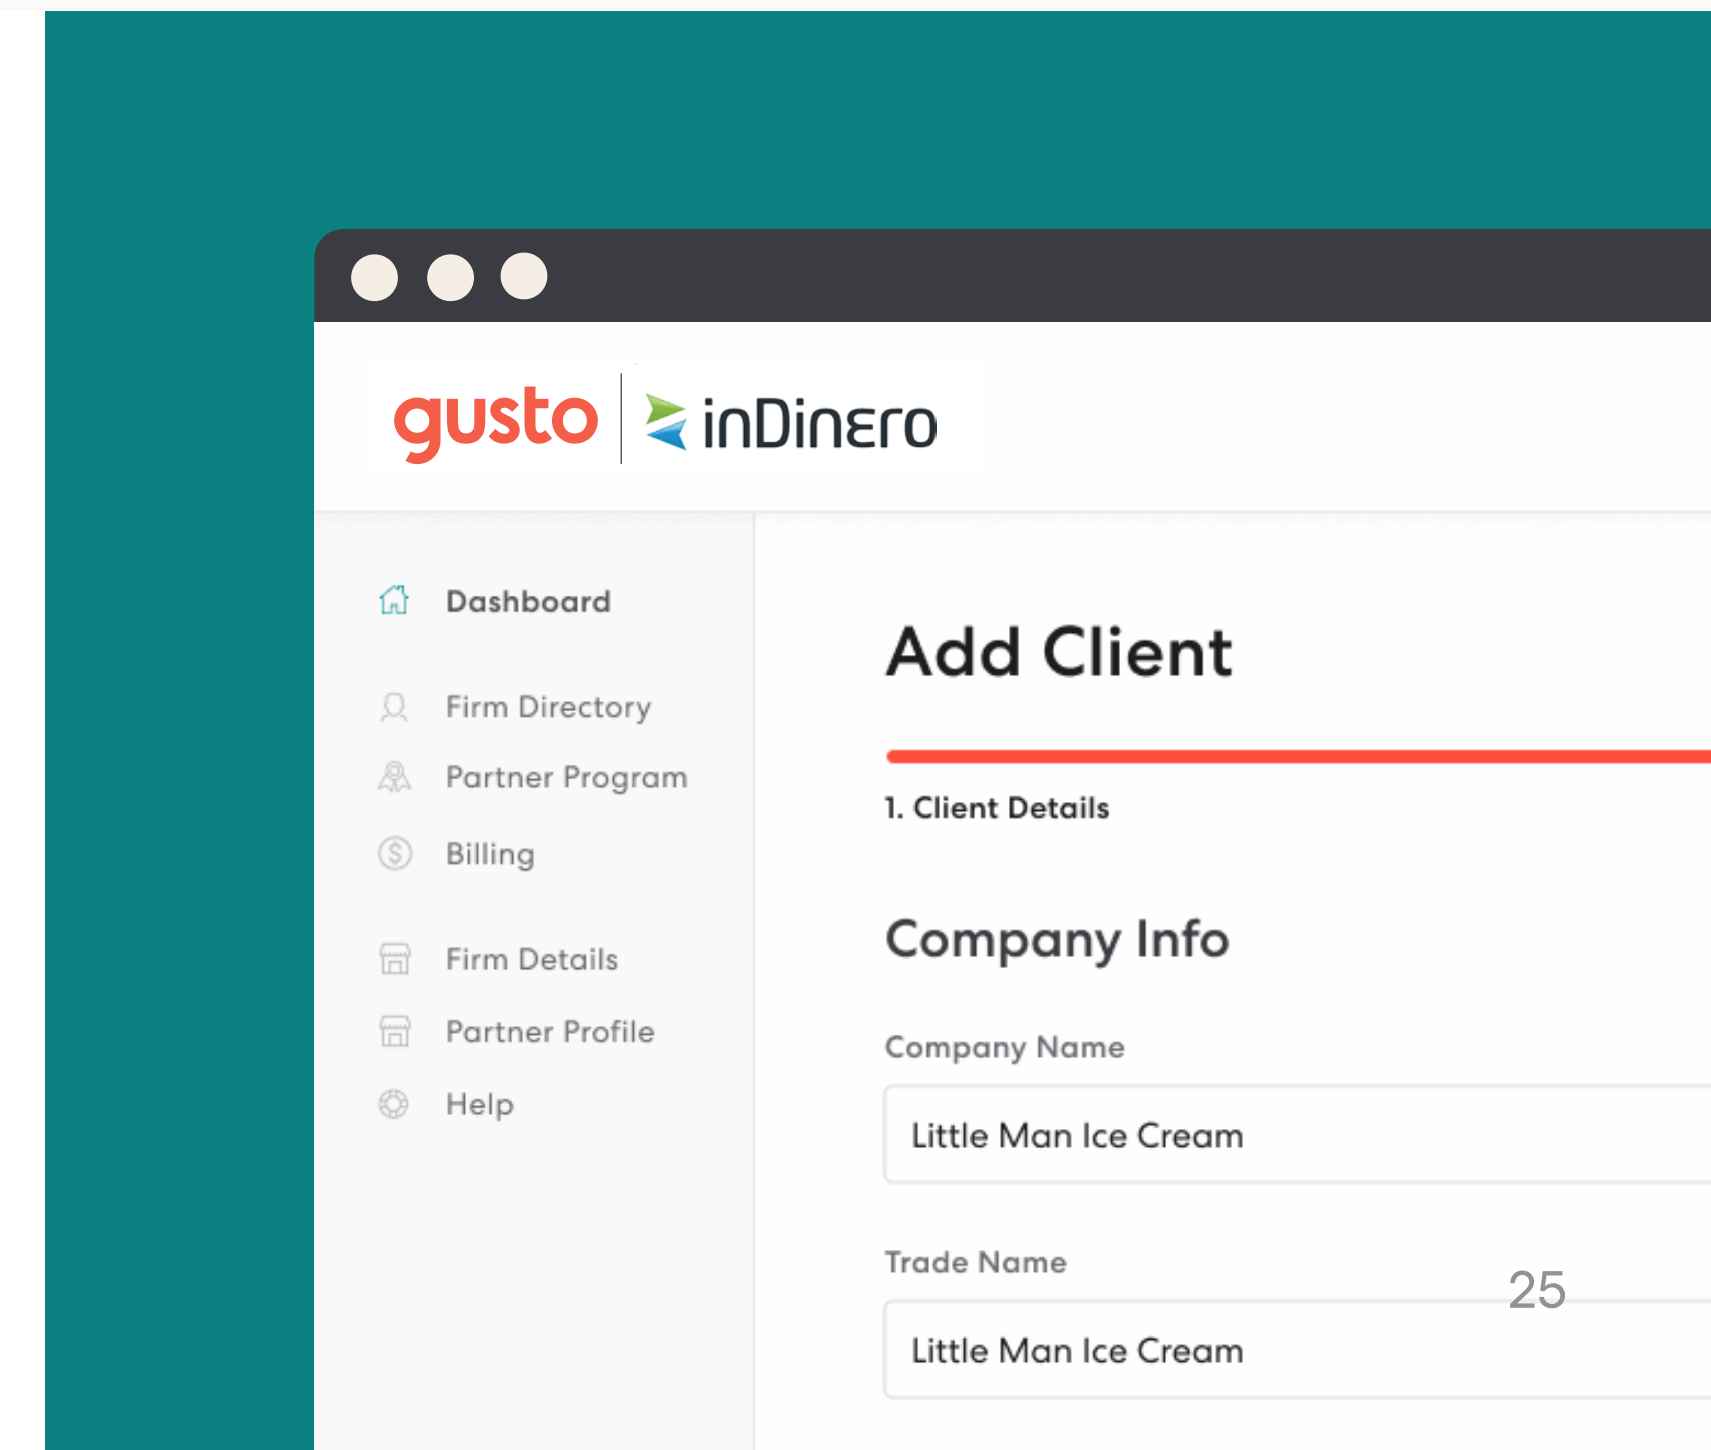 gusto | inDinero
Dashboard
Firm Directory
Partner Program
Billing
Firm Details
Partner Profile
Help
Add Client
1. Client Details
Company Info
Company Name
Little Man Ice Cream
Trade Name
25
Little Man Ice Cream